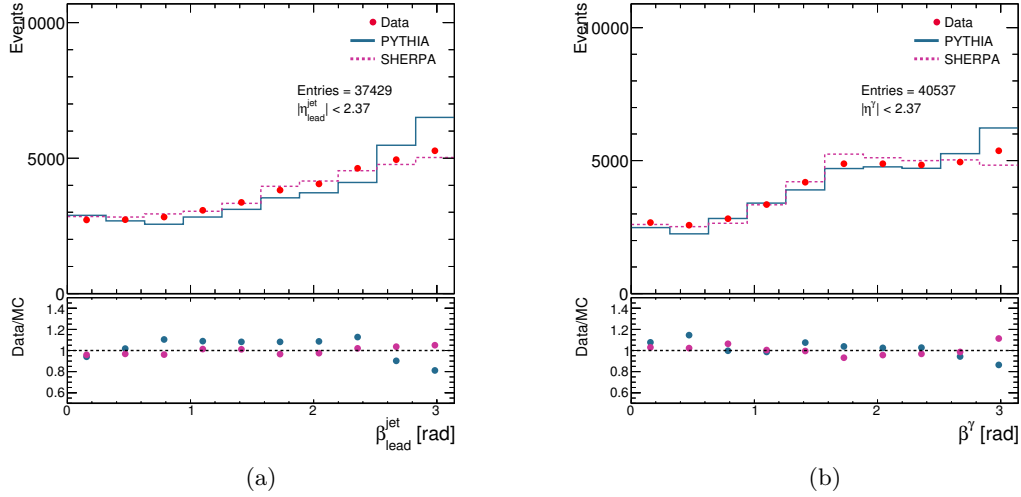 Events
10000
5000
0
Data
PYTHIA
SHERPA
Entries = 37429
|η^jet_lead| < 2.37
Data/MC
1.4
1.2
1
0.8
0.6
0 1 2 3
β^jet_lead [rad]
(a)
Events
10000
5000
0
Data
PYTHIA
SHERPA
Entries = 40537
|η^γ| < 2.37
Data/MC
1.4
1.2
1
0.8
0.6
0 1 2 3
β^γ [rad]
(b)